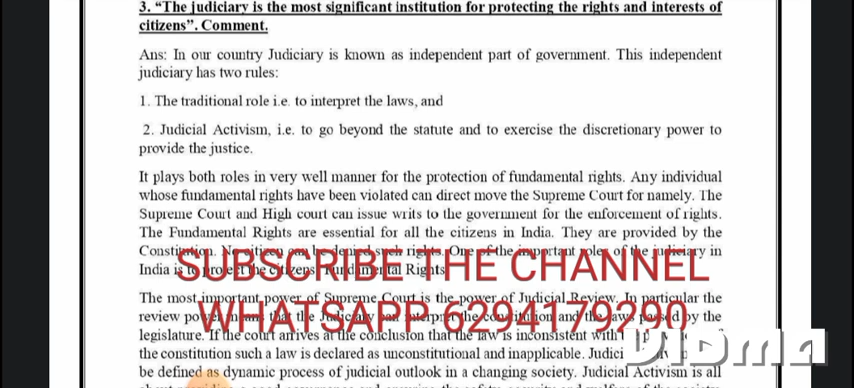 3. “The judiciary is the most significant institution for protecting the rights and interests of
citizens”. Comment.
Ans: In our country Judiciary is known as independent part of government. This independent
judiciary has two rules:
1. The traditional role i.e. to interpret the laws, and
2. Judicial Activism, i.e. to go beyond the statute and to exercise the discretionary power to
provide the justice.
It plays both roles in very well manner for the protection of fundamental rights. Any individual
whose fundamental rights have been violated can direct move the Supreme Court for namely. The
Supreme Court and High court can issue writs to the government for the enforcement of rights.
The Fundamental Rights are essential for all the citizens in India. They are provided by the
No citizen can be denied such rights. One of the important roles of the judiciary in
India is to protect the citizens' Fundamental Rights
SUBSCRIBE THE CHANNEL
The most important power of Supreme Court is the power of Judicial Review. In particular the
review power means that the Judiciary can interpret the constitution and the laws passed by the
WHATSAPP 6294179290
legislature. If the court arrives at the conclusion that the law is inconsistent with
the constitution such a law is declared as unconstitutional and inapplicable.
be defined as dynamic process of judicial outlook in a changing society. Judicial Activism is all